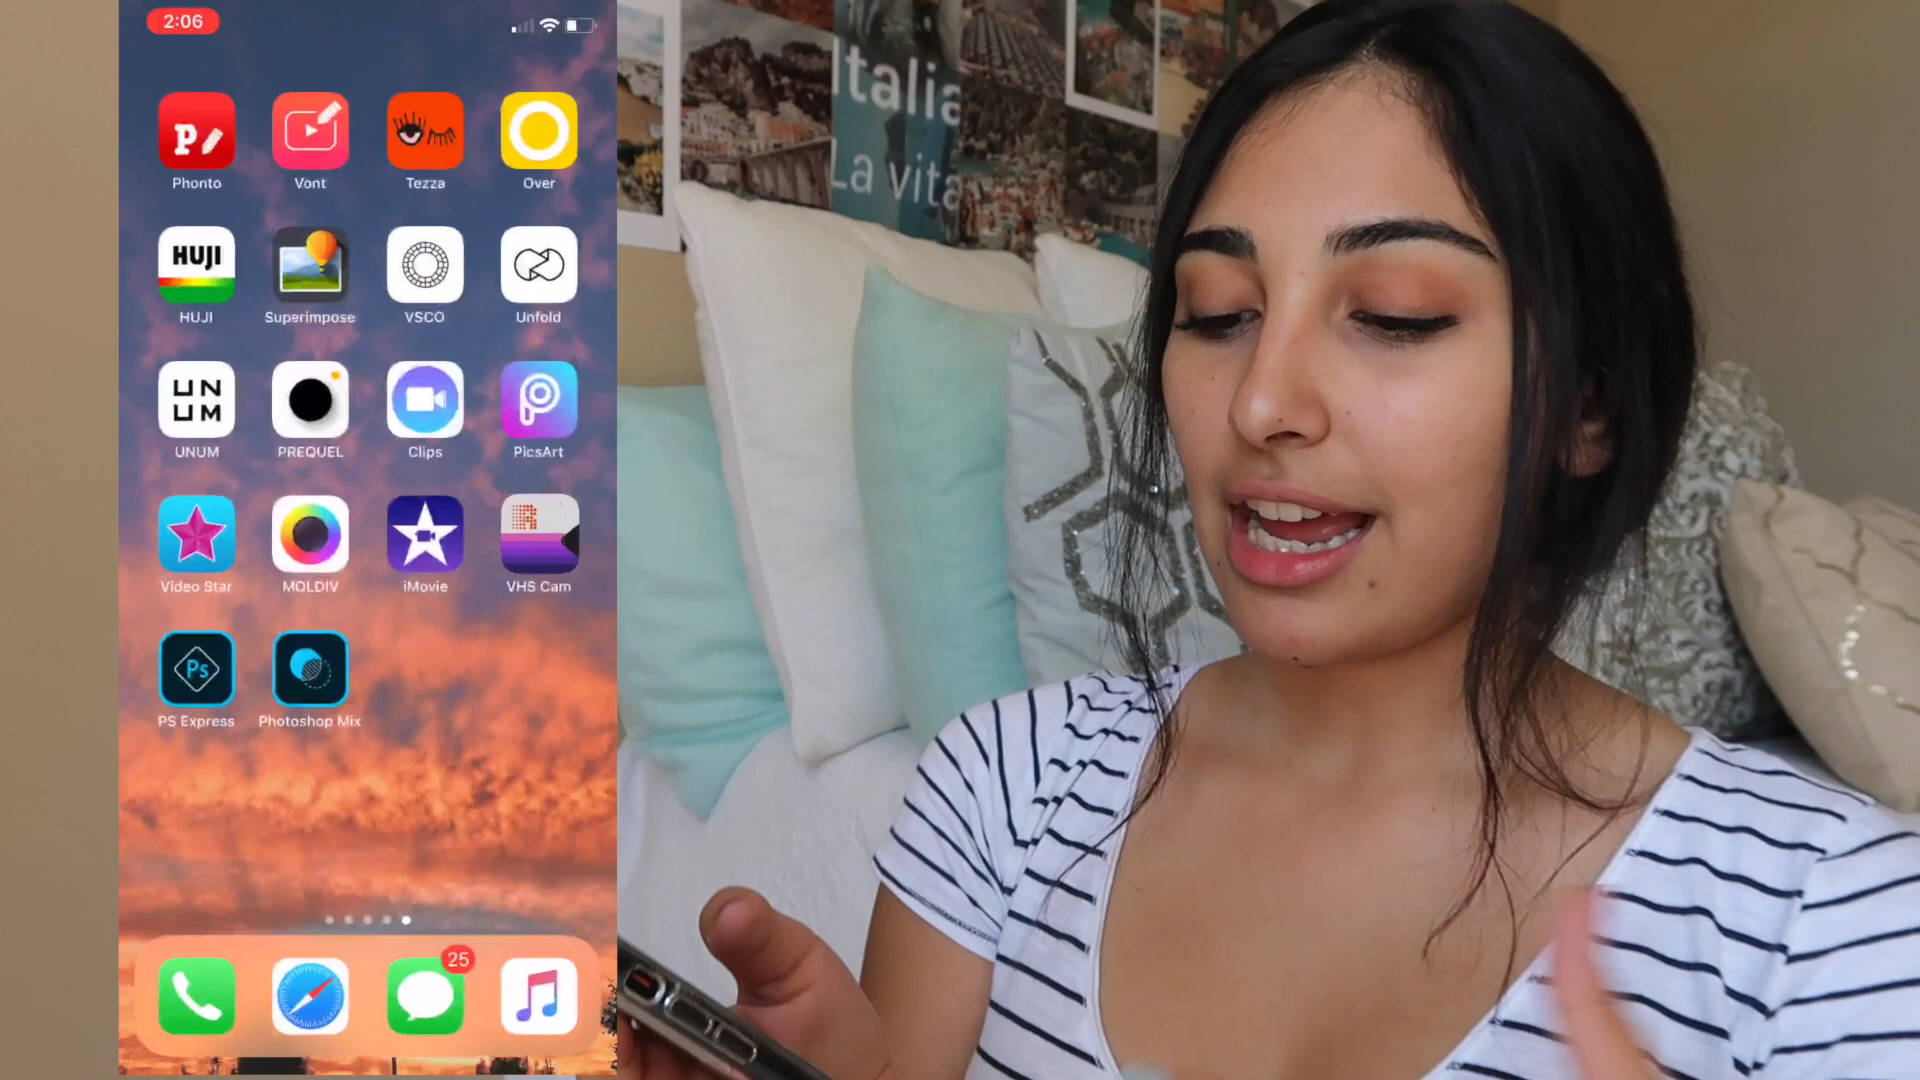 2:06
Phonto
Vont
Tezza
Over
HUJI
HUJI
Superimpose
VSCO
Unfold
UN
UM
UNUM
PREQUEL
Clips
PicsArt
Video Star
MOLDIV
iMovie
R
VHS Cam
Ps
PS Express
Photoshop Mix
25
Italia
La vita